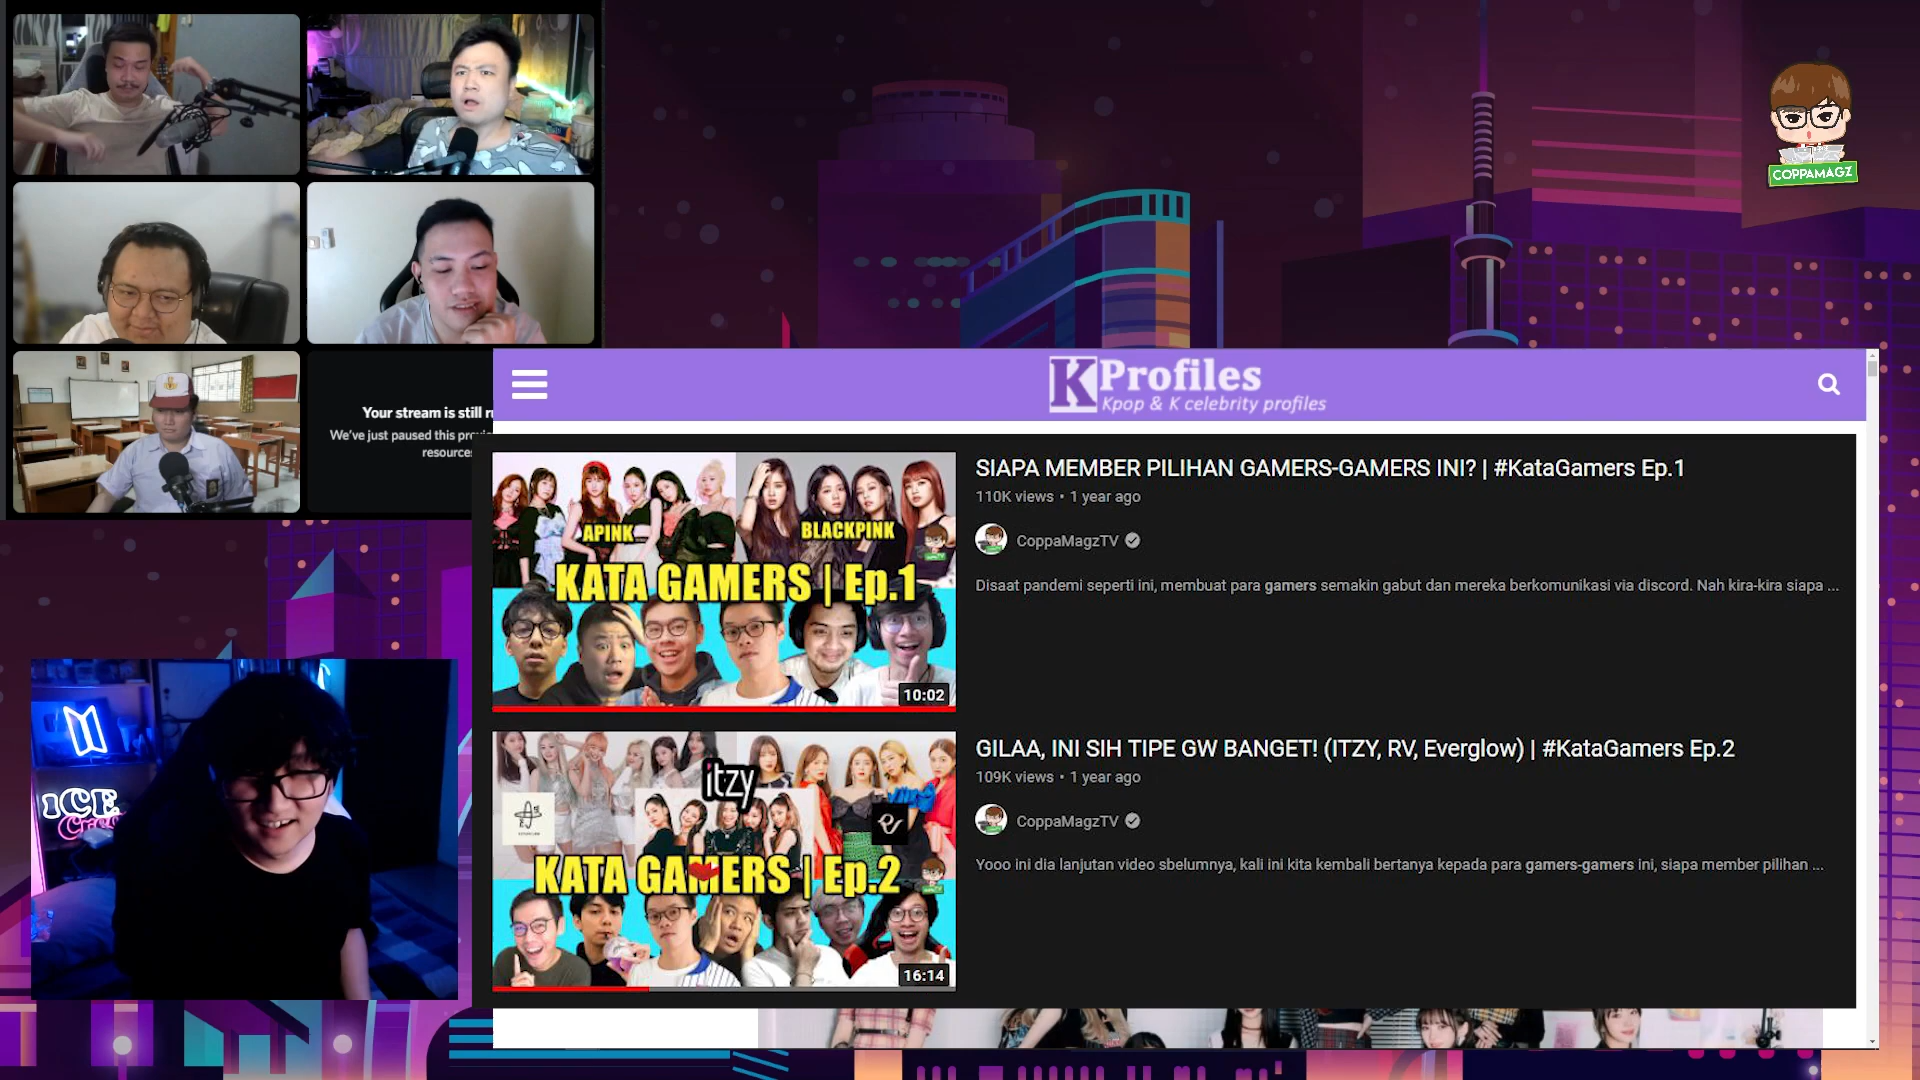 COPPAMAGZ
Your stream is still r
We've just paused this
resource
KProfiles
Kpop & K celebrity profiles
APINK
BLACKPINK
KATA GAMERS | Ep.1
10:02
SIAPA MEMBER PILIHAN GAMERS-GAMERS INI? | #KataGamers Ep.1
110K views • 1 year ago
CoppaMagzTV
Disaat pandemi seperti ini, membuat para gamers semakin gabut dan mereka berkomunikasi via discord. Nah kira-kira siapa ...
ICE
Cream
itzy
KATA GAMERS | Ep.2
16:14
GILAA, INI SIH TIPE GW BANGET! (ITZY, RV, Everglow) | #KataGamers Ep.2
109K views • 1 year ago
CoppaMagzTV
Yooo ini dia lanjutan video sbelumnya, kali ini kita kembali bertanya kepada para gamers-gamers ini, siapa member pilihan ...